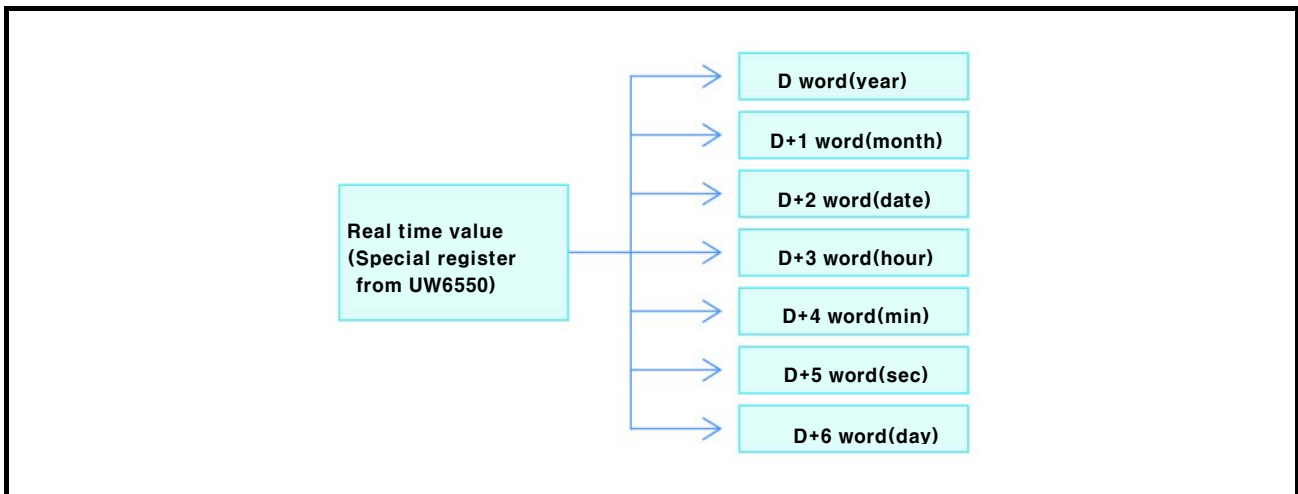 D word(year)
D+1 word(month)
D+2 word(date)
Real time value
(Special register
from UW6550)
D+3 word(hour)
D+4 word(min)
D+5 word(sec)
D+6 word(day)